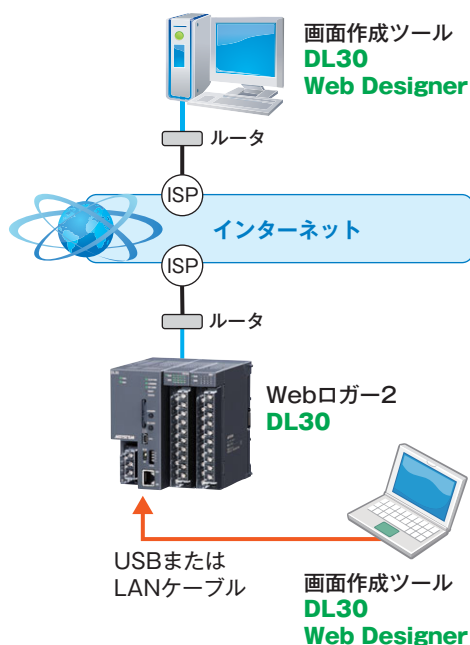 画面作成ツール
DL30
Web Designer
ルータ
ISP
インターネット
ISP
ルータ
Webロガー2
DL30
USBまたは
LANケーブル
画面作成ツール
DL30
Web Designer